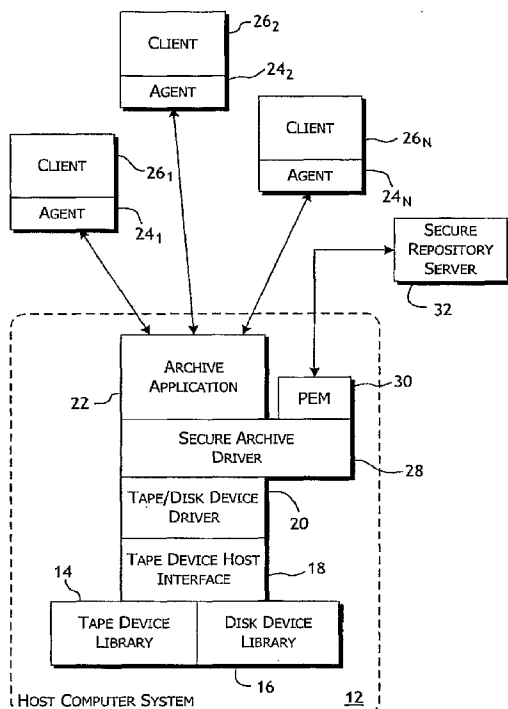 CLIENT
26₂
AGENT
24₂
CLIENT
26₁
AGENT
24₁
CLIENT
26N
AGENT
24N
SECURE
REPOSITORY
SERVER
32
ARCHIVE
APPLICATION
22
PEM
30
SECURE ARCHIVE
DRIVER
28
TAPE/DISK DEVICE
DRIVER
20
TAPE DEVICE HOST
INTERFACE
18
14
TAPE DEVICE
LIBRARY
DISK DEVICE
LIBRARY
16
HOST COMPUTER SYSTEM
12